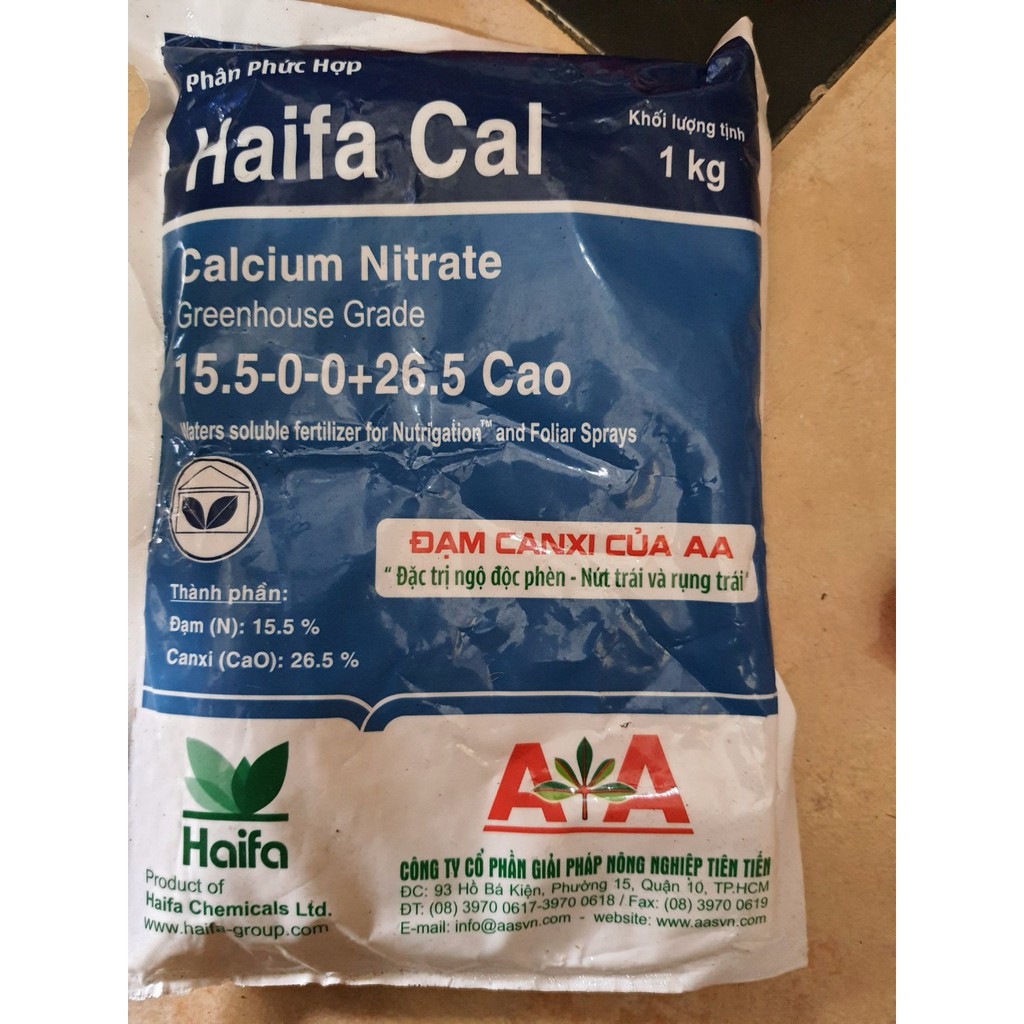 Phân Phức Hợp
Haifa Cal
Khối lượng tịnh
1 kg
Calcium Nitrate
Greenhouse Grade
15.5-0-0+26.5 Cao
Waters soluble fertilizer for Nutrigation™ and Foliar Sprays
ĐẠM CANXI CỦA AA
" Đặc trị ngộ độc phèn - Nứt trái và rụng trái"
Thành phần:
Đạm (N): 15.5 %
Canxi (CaO): 26.5 %
Haifa
Product of
Haifa Chemicals Ltd.
www.haifa-group.com
AA
CÔNG TY CỔ PHẦN GIẢI PHÁP NÔNG NGHIỆP TIÊN TIẾN
ĐC: 93 Hồ Bá Kiện, Phường 15, Quận 10, TP.HCM
ĐT: (08) 3970 0617-3970 0618 / Fax: (08) 3970 0619
E-mail: info@aasvn.com - website: www.aasvn.com